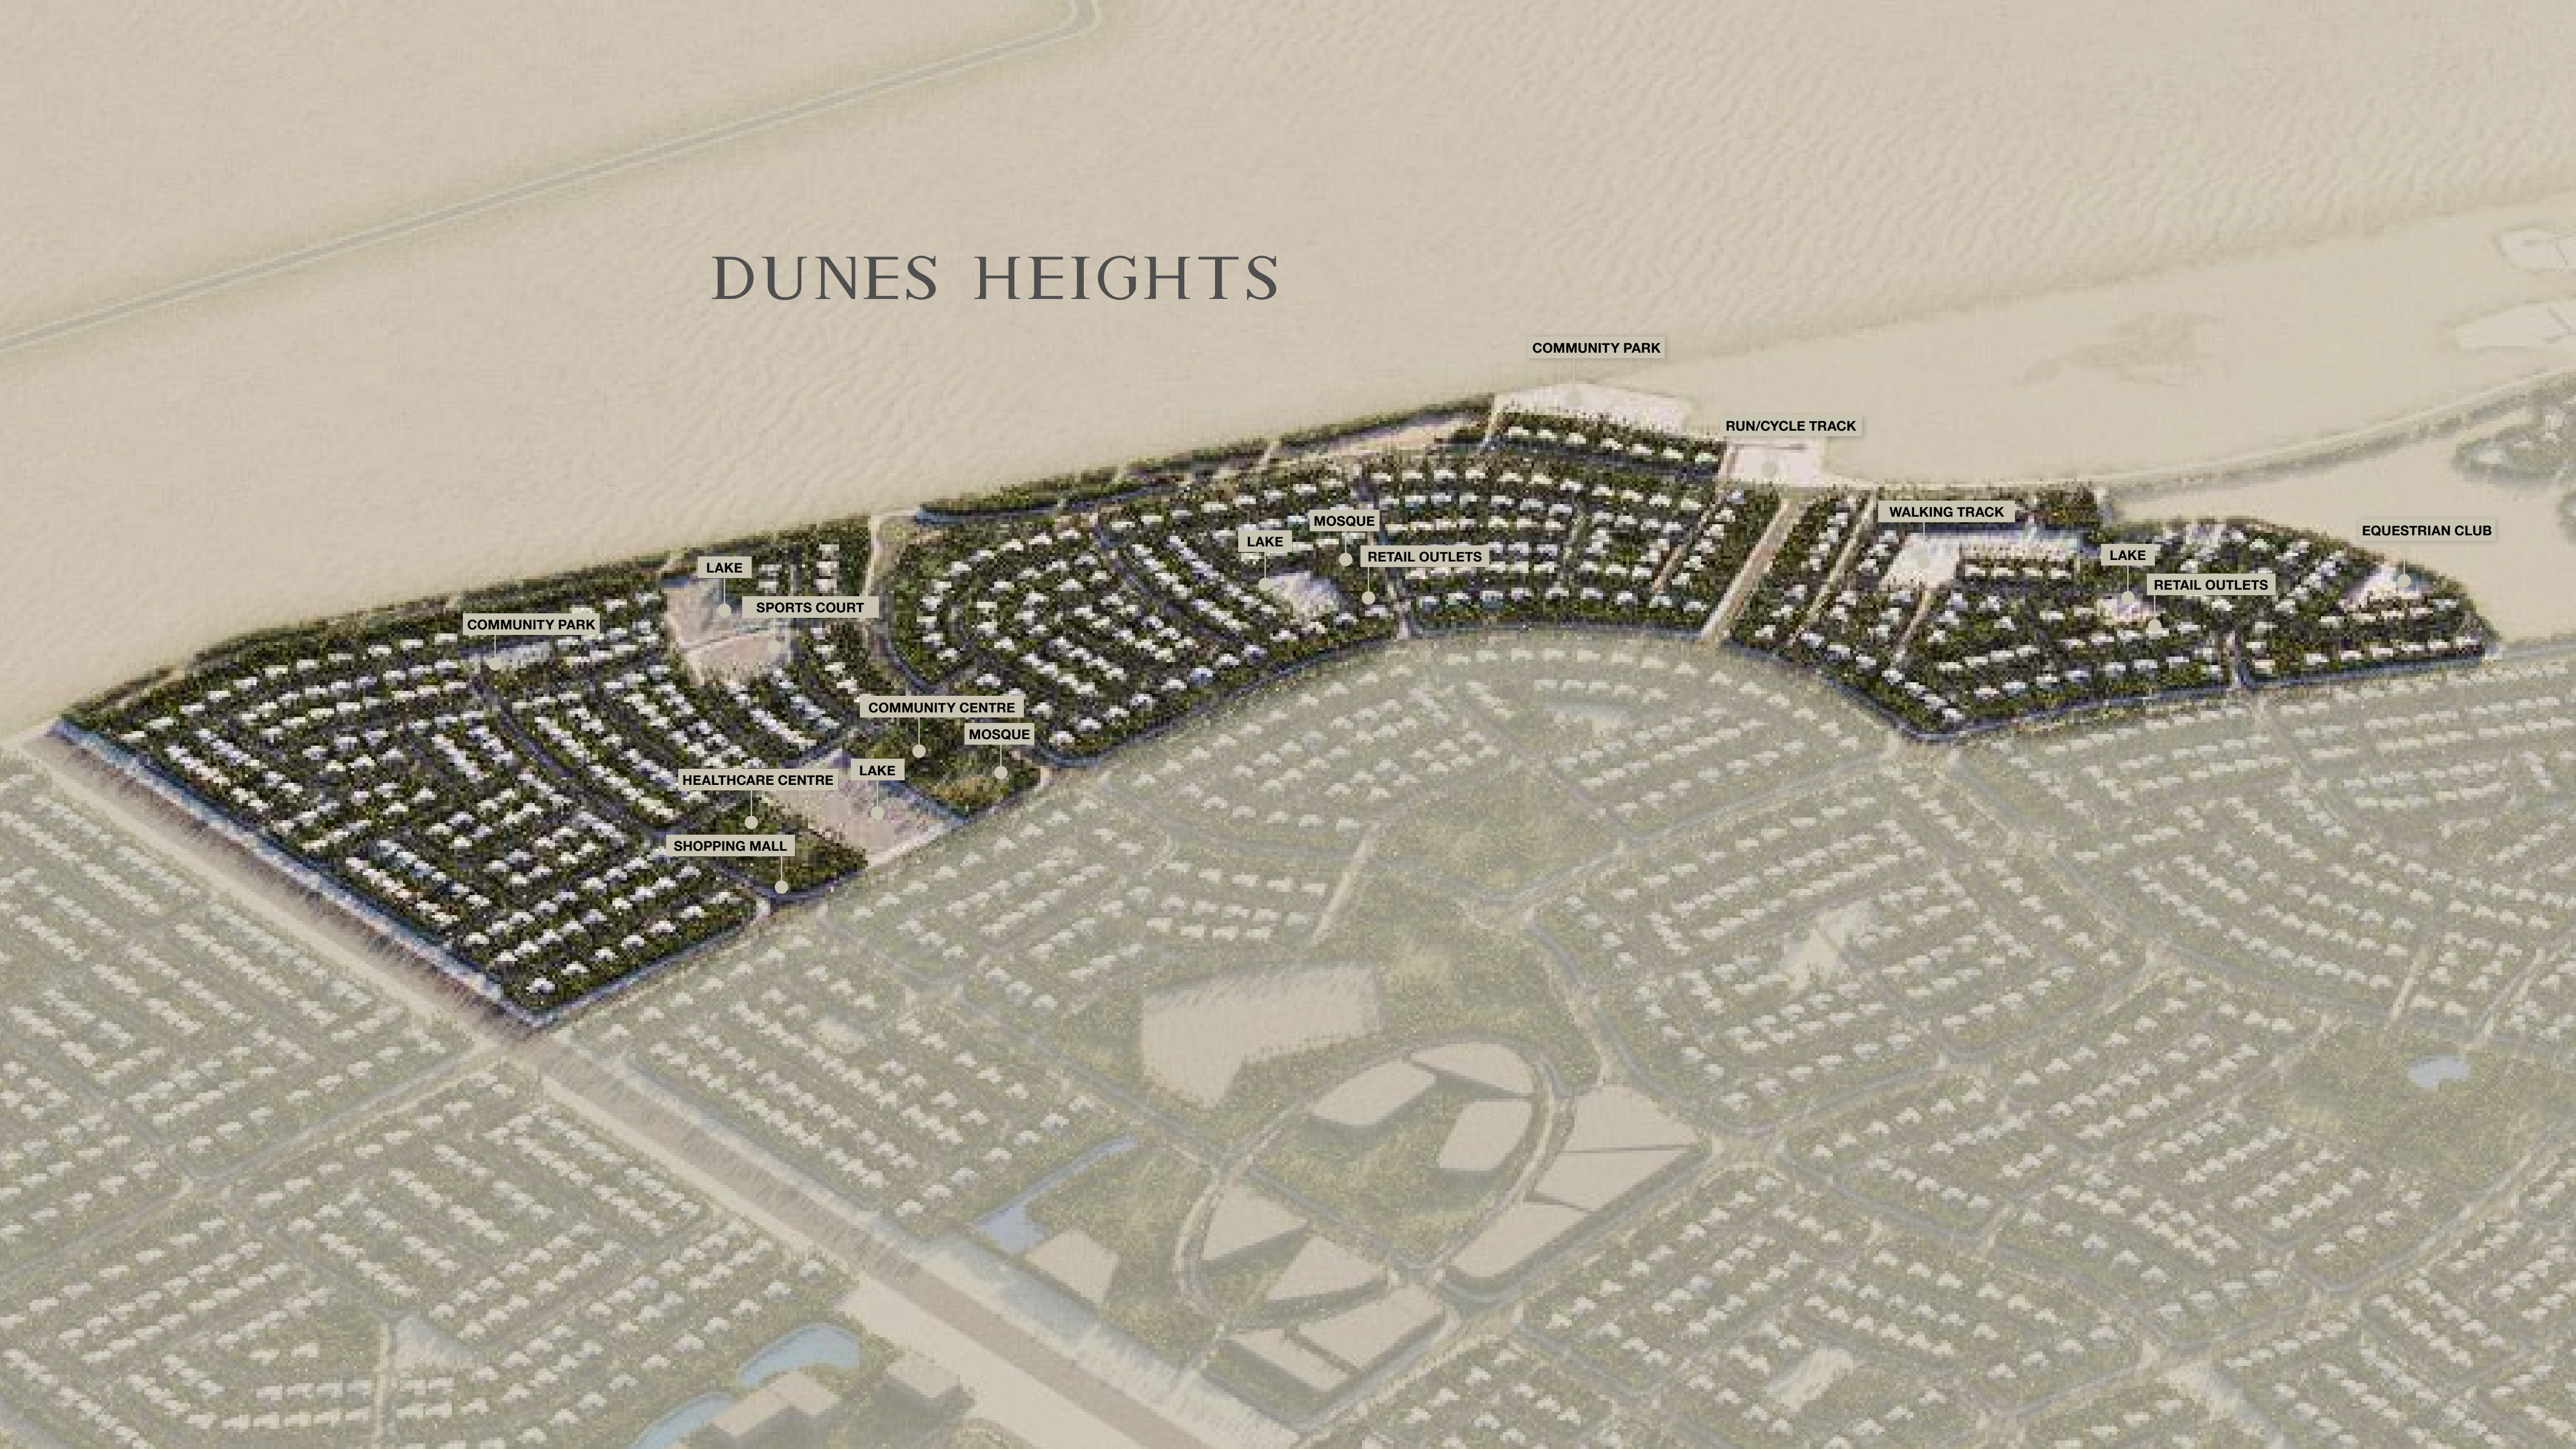 DUNES HEIGHTS
COMMUNITY PARK
RUN/CYCLE TRACK
WALKING TRACK
MOSQUE
EQUESTRIAN CLUB
LAKE
RETAIL OUTLETS
LAKE
LAKE
RETAIL OUTLETS
SPORTS COURT
COMMUNITY PARK
COMMUNITY CENTRE
MOSQUE
LAKE
HEALTHCARE CENTRE
SHOPPING MALL